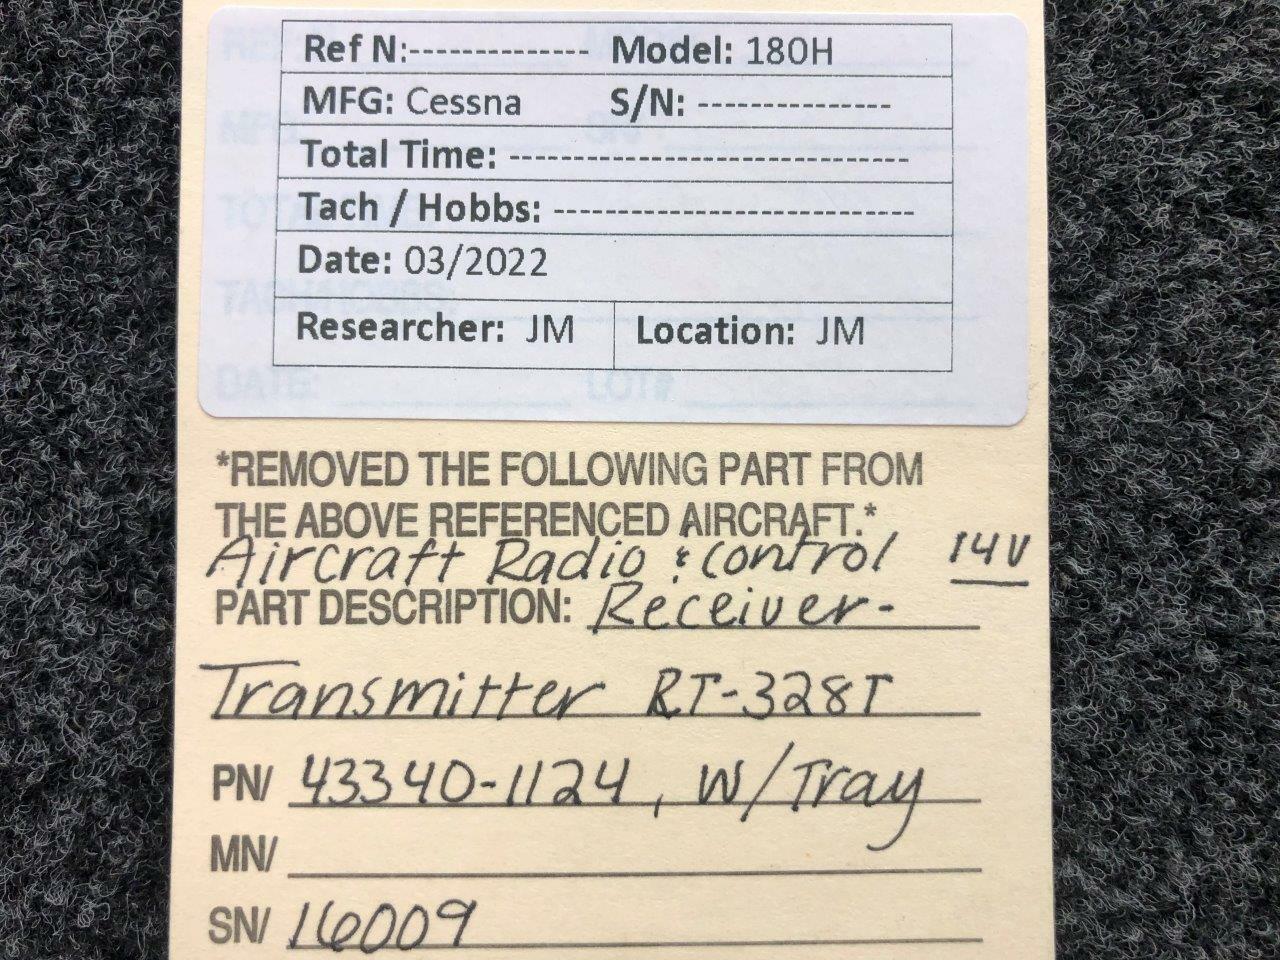 Ref N:-------------- Model: 180H
MFG: Cessna S/N: ---------------
Total Time: -------------------------------
Tach / Hobbs: ----------------------------
Date: 03/2022
Researcher: JM Location: JM
DATE: LOT#
*REMOVED THE FOLLOWING PART FROM
THE ABOVE REFERENCED AIRCRAFT.*
Aircraft Radio & Control 14V
PART DESCRIPTION: Receiver-
Transmitter RT-328T
PN/ 43340-1124, W/Tray
MN/
SN/ 16009